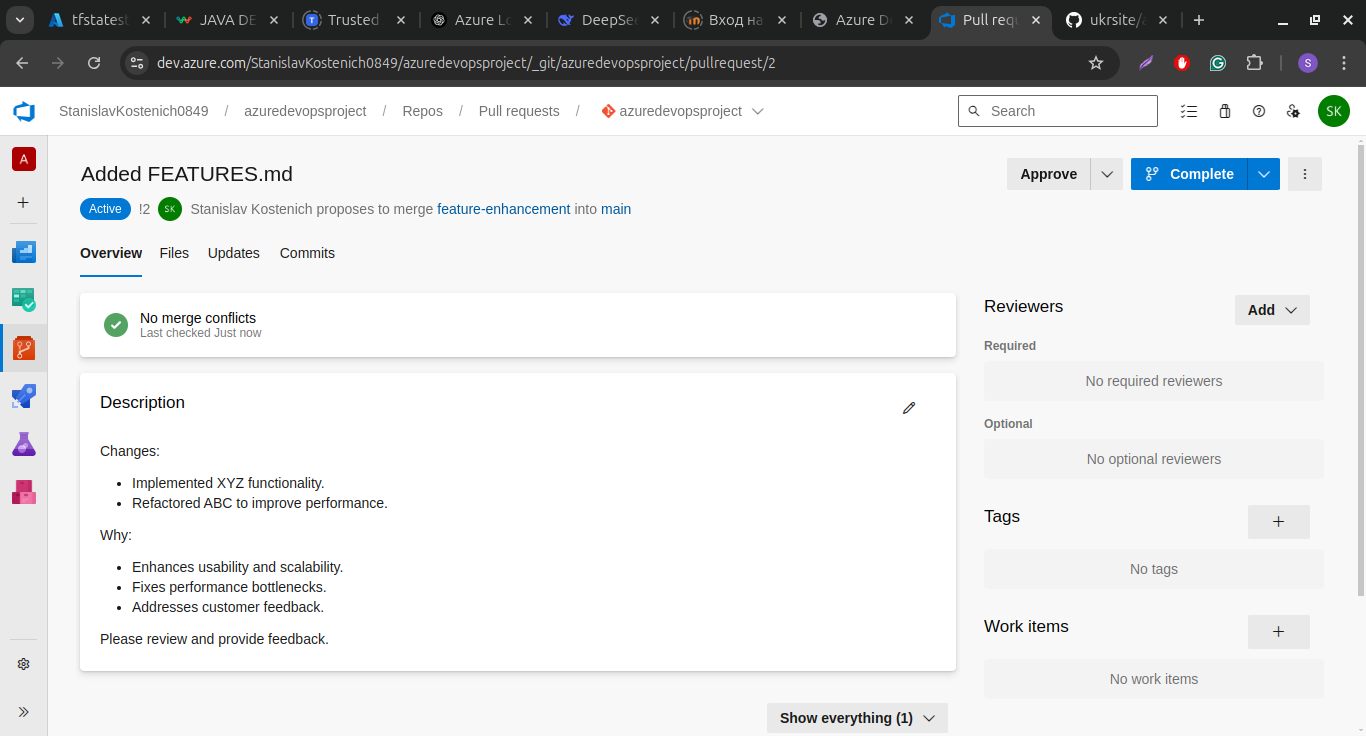 tfstatest
JAVA DE
Trusted
Azure Lo
DeepSee
Вход на
Azure D
Pull requ
ukrsite/a
dev.azure.com/StanislavKostenich0849/azuredevopsproject/_git/azuredevopsproject/pullrequest/2
S
StanislavKostenich0849 / azuredevopsproject / Repos / Pull requests / azuredevopsproject
Search
SK
A
Added FEATURES.md
Approve
Complete
Active !2 SK Stanislav Kostenich proposes to merge feature-enhancement into main
Overview Files Updates Commits
No merge conflicts
Last checked Just now
Description
Changes:
• Implemented XYZ functionality.
• Refactored ABC to improve performance.
Why:
• Enhances usability and scalability.
• Fixes performance bottlenecks.
• Addresses customer feedback.
Please review and provide feedback.
Show everything (1)
Reviewers
Add
Required
No required reviewers
Optional
No optional reviewers
Tags
No tags
Work items
No work items